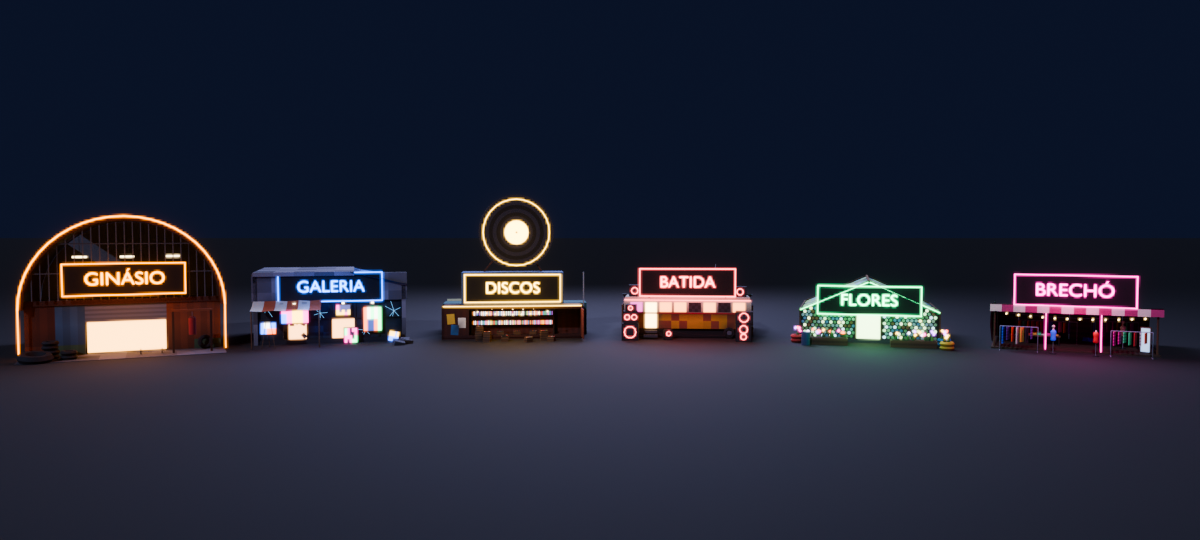 GINÁSIO
GALERIA
DISCOS
BATIDA
FLORES
BRECHÓ